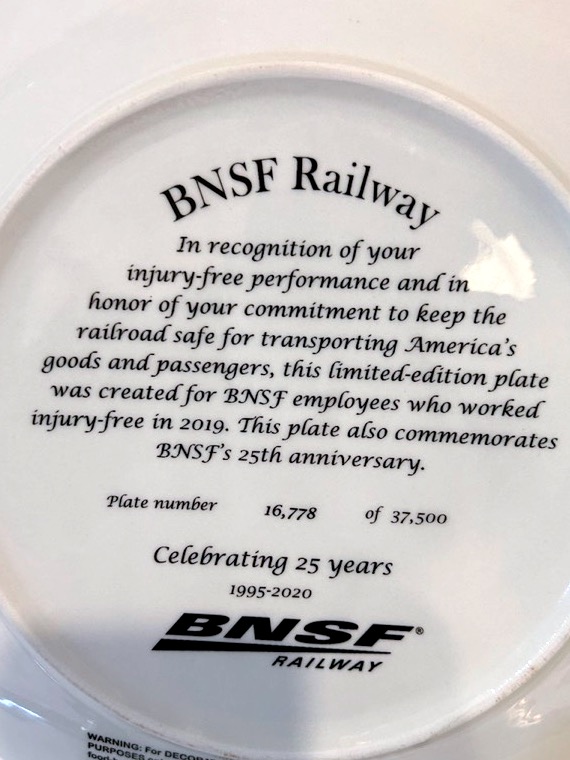 BNSF Railway
In recognition of your
injury-free performance and in
honor of your commitment to keep the
railroad safe for transporting America's
goods and passengers, this limited-edition plate
was created for BNSF employees who worked
injury-free in 2019. This plate also commemorates
BNSF's 25th anniversary.
Plate number 16,778 of 37,500
Celebrating 25 years
1995-2020
BNSF®
RAILWAY
WARNING: For
PURPOSES